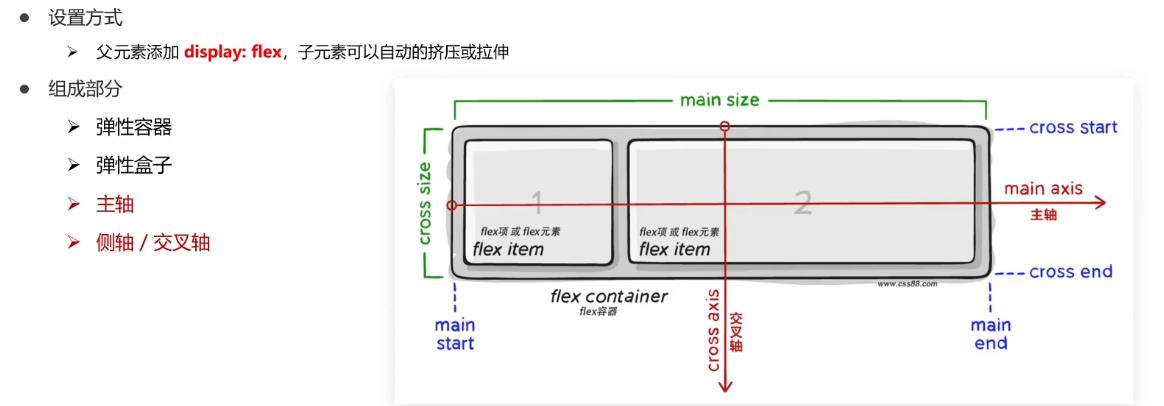 设置方式
父元素添加 display: flex，子元素可以自动的挤压或拉伸
组成部分
弹性容器
弹性盒子
主轴
侧轴 / 交叉轴
main size
cross start
cross size
main axis
主轴
1
2
flex项 或 flex元素
flex item
flex项 或 flex元素
flex item
cross end
www.css88.com
flex container
flex容器
cross axis
交叉轴
main
start
main
end